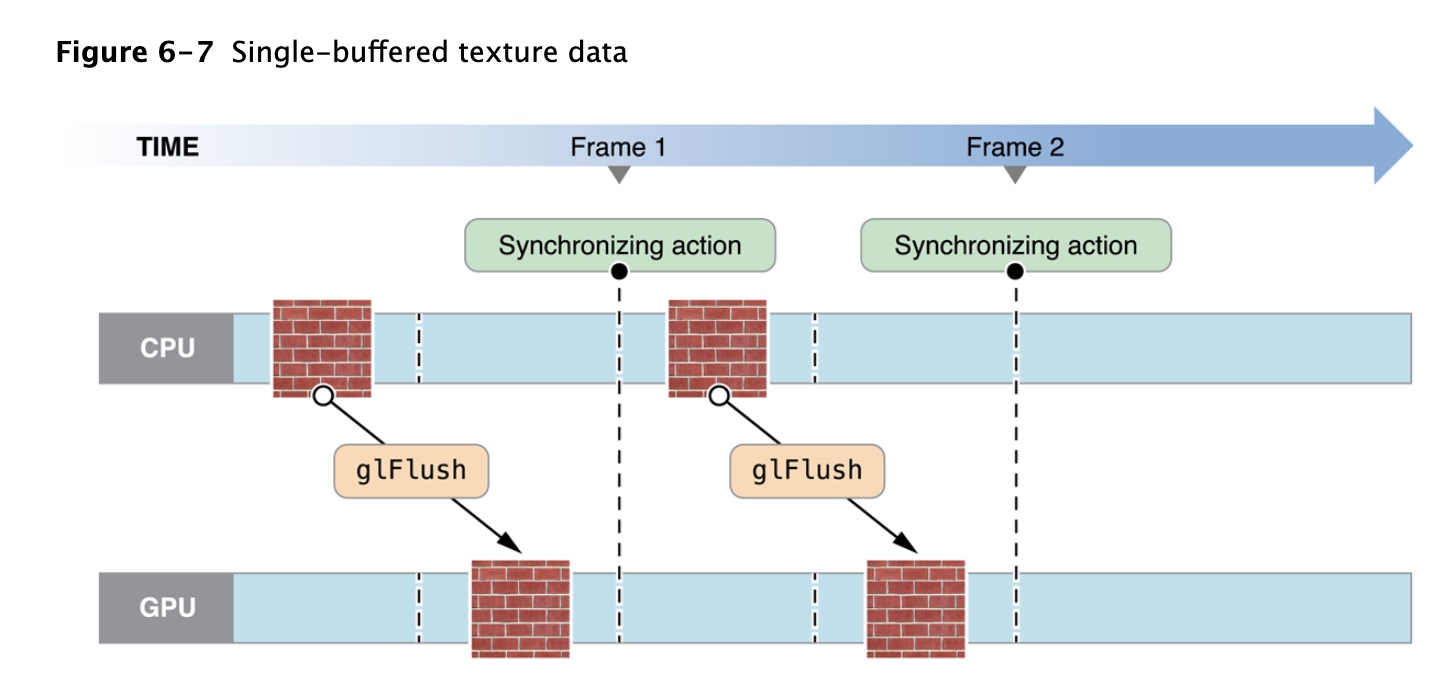 Figure 6-7 Single-buffered texture data
TIME Frame 1 Frame 2
Synchronizing action Synchronizing action
CPU
glFlush glFlush
GPU